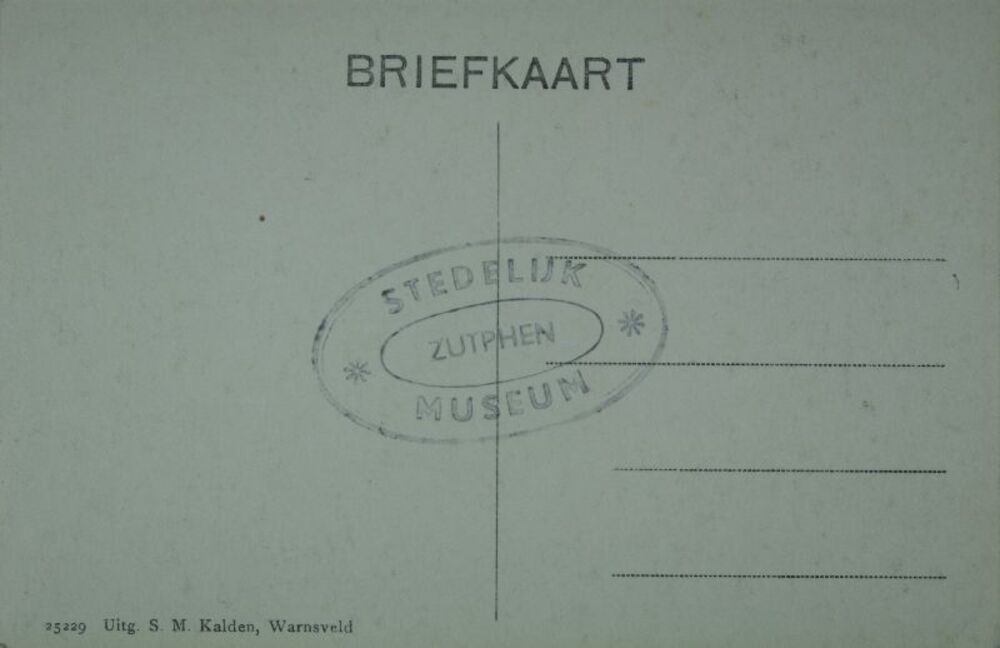 BRIEFKAART
STEDELIJK
ZUTPHEN
MUSEUM
25229 Uitg. S. M. Kalden, Warnsveld